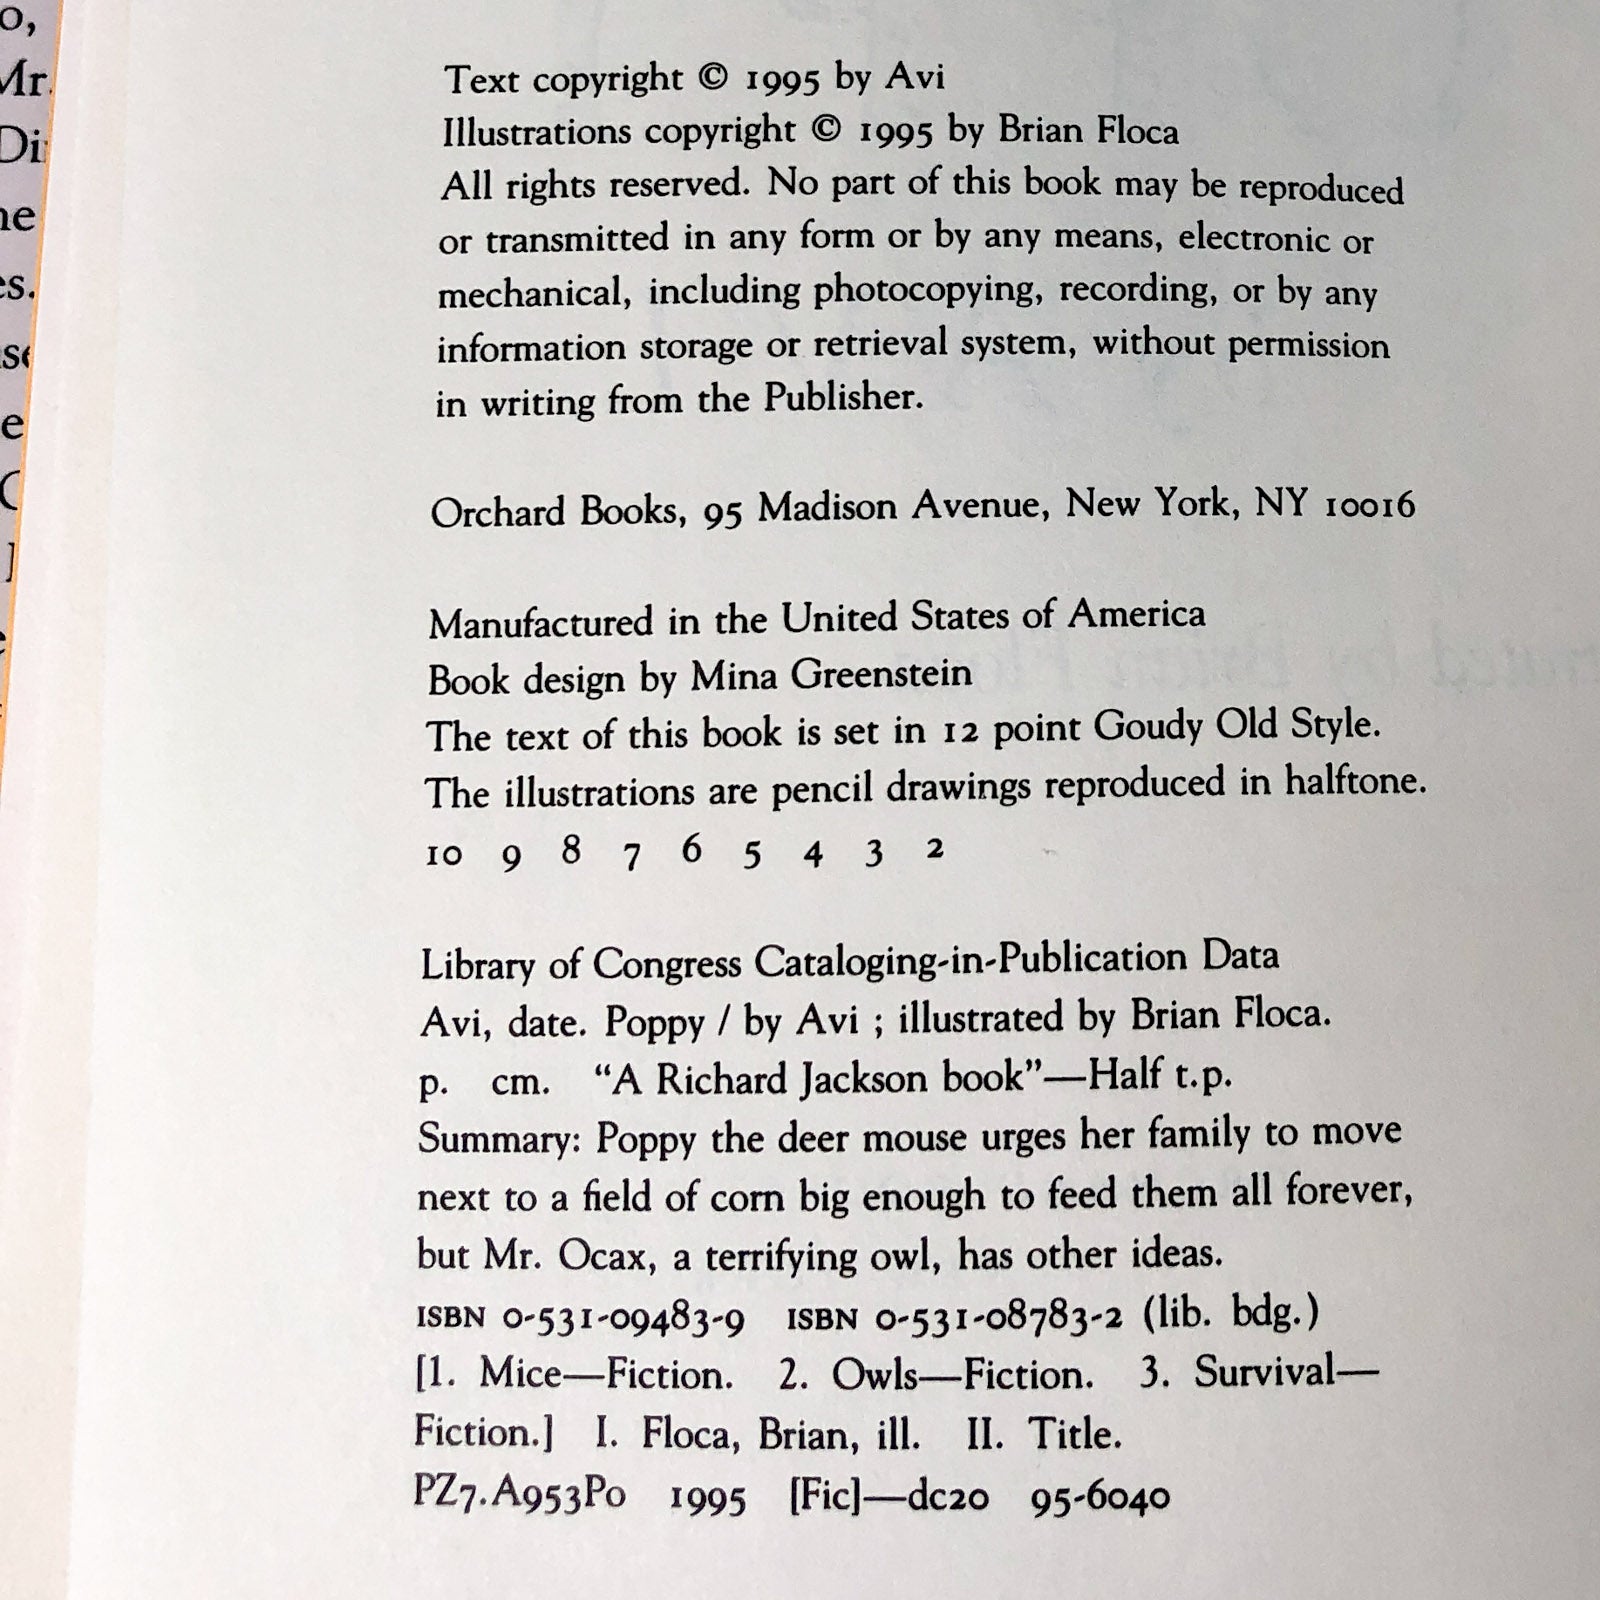 Text copyright © 1995 by Avi
Illustrations copyright © 1995 by Brian Floca
All rights reserved. No part of this book may be reproduced
or transmitted in any form or by any means, electronic or
mechanical, including photocopying, recording, or by any
information storage or retrieval system, without permission
in writing from the Publisher.
Orchard Books, 95 Madison Avenue, New York, NY 10016
Manufactured in the United States of America
Book design by Mina Greenstein
The text of this book is set in 12 point Goudy Old Style.
The illustrations are pencil drawings reproduced in halftone.
10 9 8 7 6 5 4 3 2
Library of Congress Cataloging-in-Publication Data
Avi, date. Poppy / by Avi ; illustrated by Brian Floca.
p. cm. “A Richard Jackson book”—Half t.p.
Summary: Poppy the deer mouse urges her family to move
next to a field of corn big enough to feed them all forever,
but Mr. Ocax, a terrifying owl, has other ideas.
ISBN 0-531-09483-9 ISBN 0-531-08783-2 (lib. bdg.)
[1. Mice—Fiction. 2. Owls—Fiction. 3. Survival—
Fiction.] I. Floca, Brian, ill. II. Title.
PZ7.A953Po 1995 [Fic]—dc20 95-6040